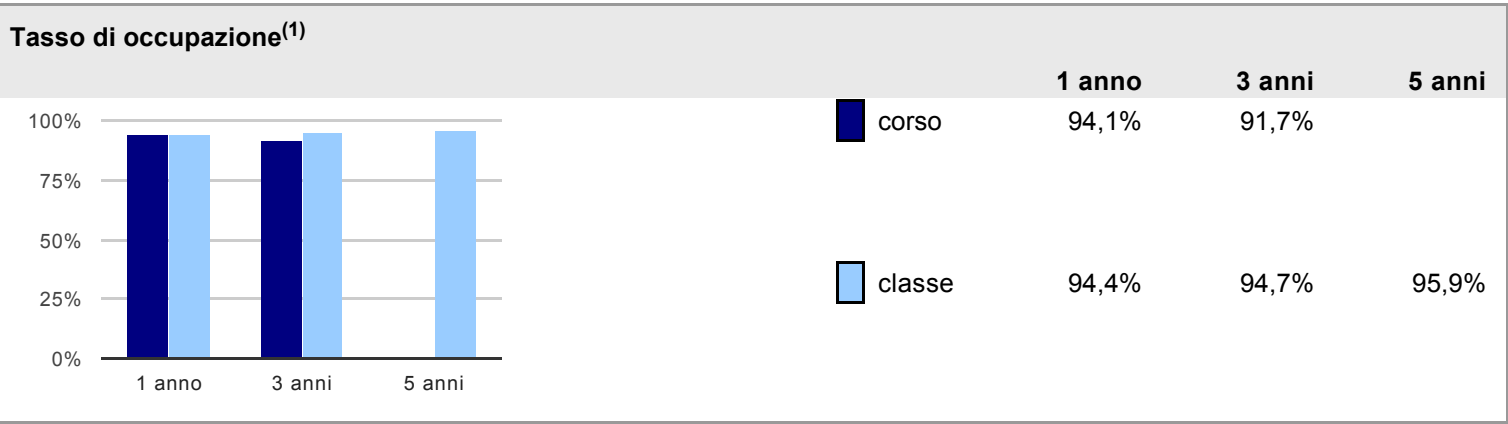 Tasso di occupazione(1)
1 anno 3 anni 5 anni
100%
75%
50%
25%
0%
1 anno 3 anni 5 anni
corso 94,1% 91,7%
classe 94,4% 94,7% 95,9%